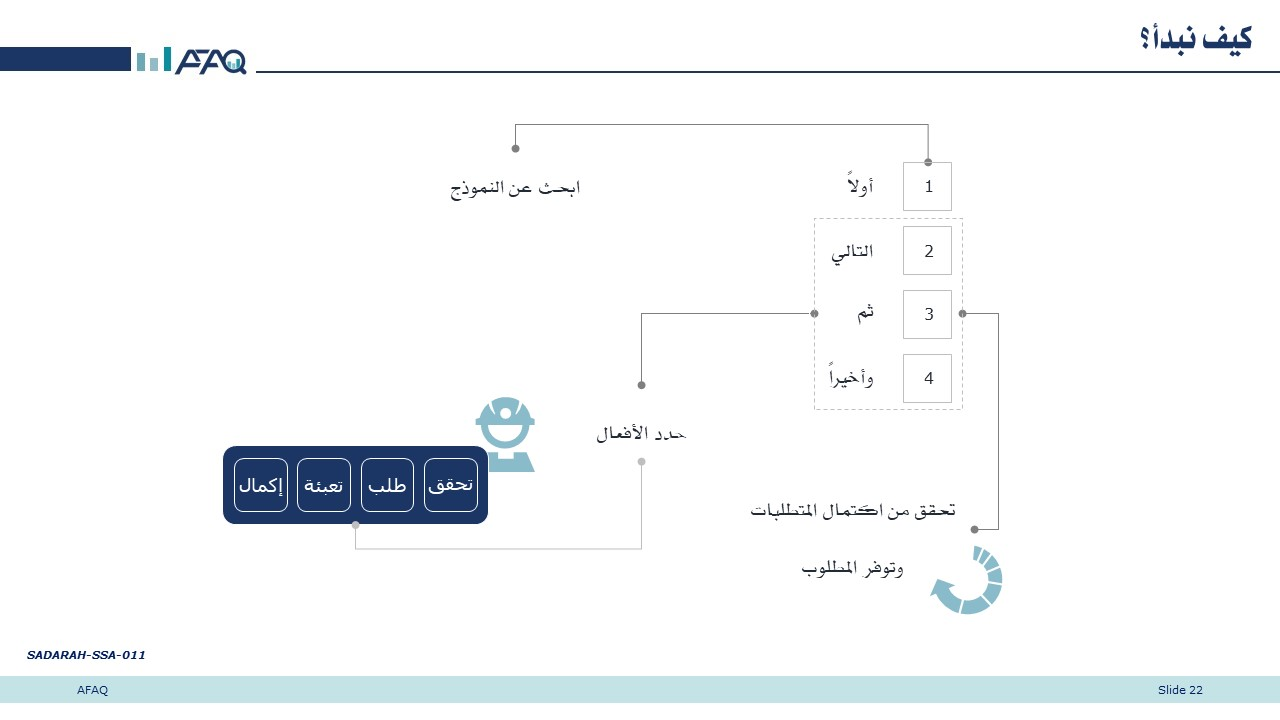 كيف نبدأ؟
AFAQ
1 أولاً
ابحث عن النموذج
2 التالي
3 ثم
4 وأخيراً
حدد الأفعال
تحقق طلب تعبئة إكمال
تحقق من اكتمال المتطلبات
وتوفر المطلوب
SADARAH-SSA-011
AFAQ
Slide 22